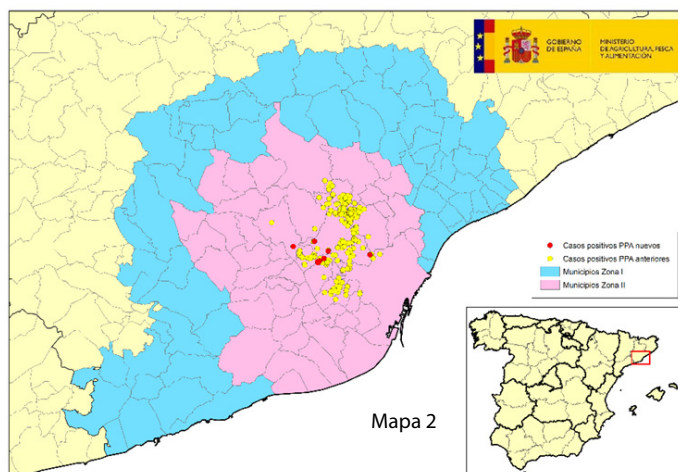 GOBIERNO
DE ESPAÑA
MINISTERIO
DE AGRICULTURA, PESCA
Y ALIMENTACIÓN
Casos positivos PPA nuevos
Casos positivos PPA anteriores
Municipios Zona I
Municipios Zona II
Mapa 2